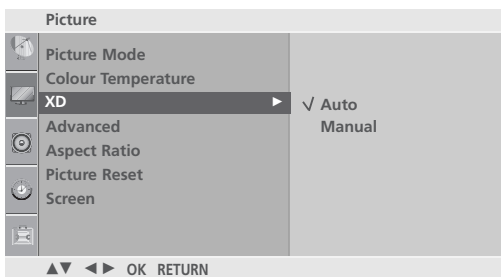 Picture
Picture Mode
Colour Temperature
XD ►
Advanced
Aspect Ratio
Picture Reset
Screen
√ Auto
Manual
▲▼ ◄► OK RETURN